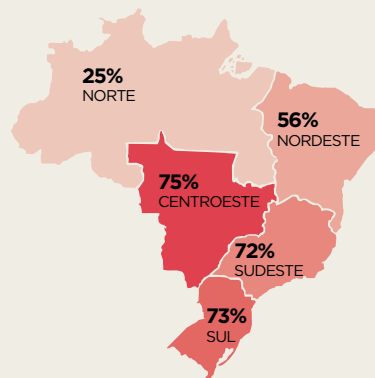 25%
NORTE
56%
NORDESTE
75%
CENTROESTE
72%
SUDESTE
73%
SUL